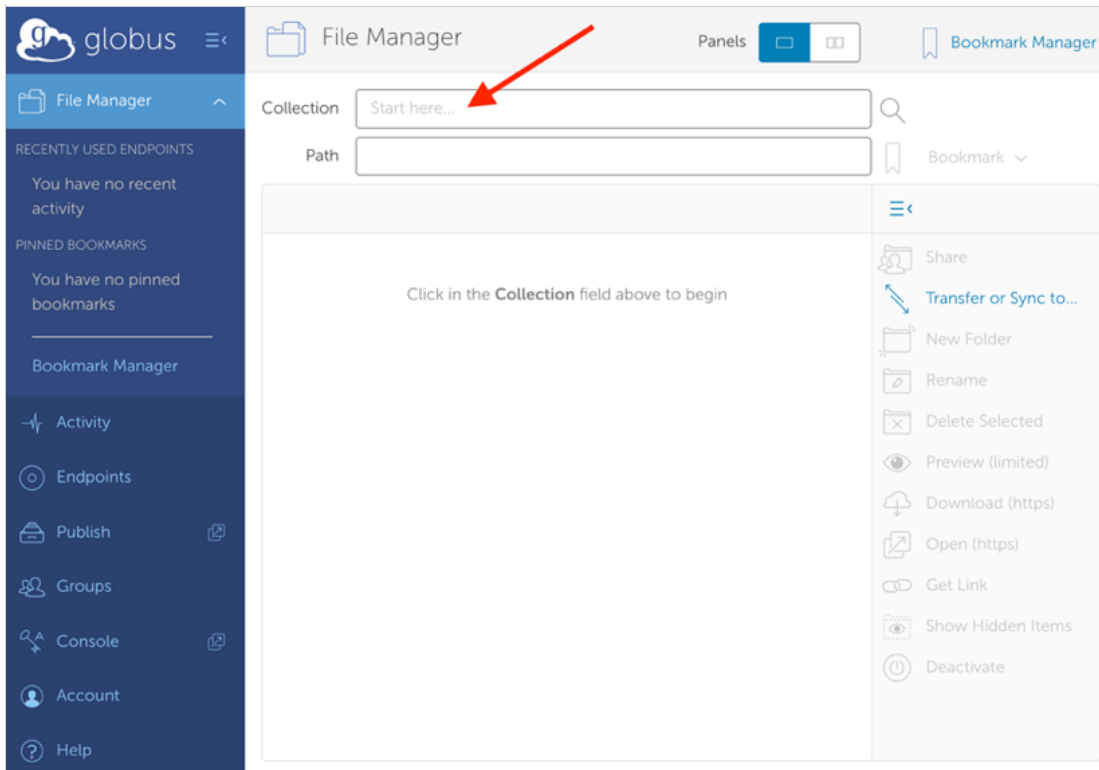 globus
File Manager
Panels
Bookmark Manager
File Manager
Collection
Start here...
Path
Bookmark
RECENTLY USED ENDPOINTS
You have no recent
activity
PINNED BOOKMARKS
You have no pinned
bookmarks
Bookmark Manager
Activity
Endpoints
Publish
Groups
Console
Account
Help
Click in the Collection field above to begin
Share
Transfer or Sync to...
New Folder
Rename
Delete Selected
Preview (limited)
Download (https)
Open (https)
Get Link
Show Hidden Items
Deactivate